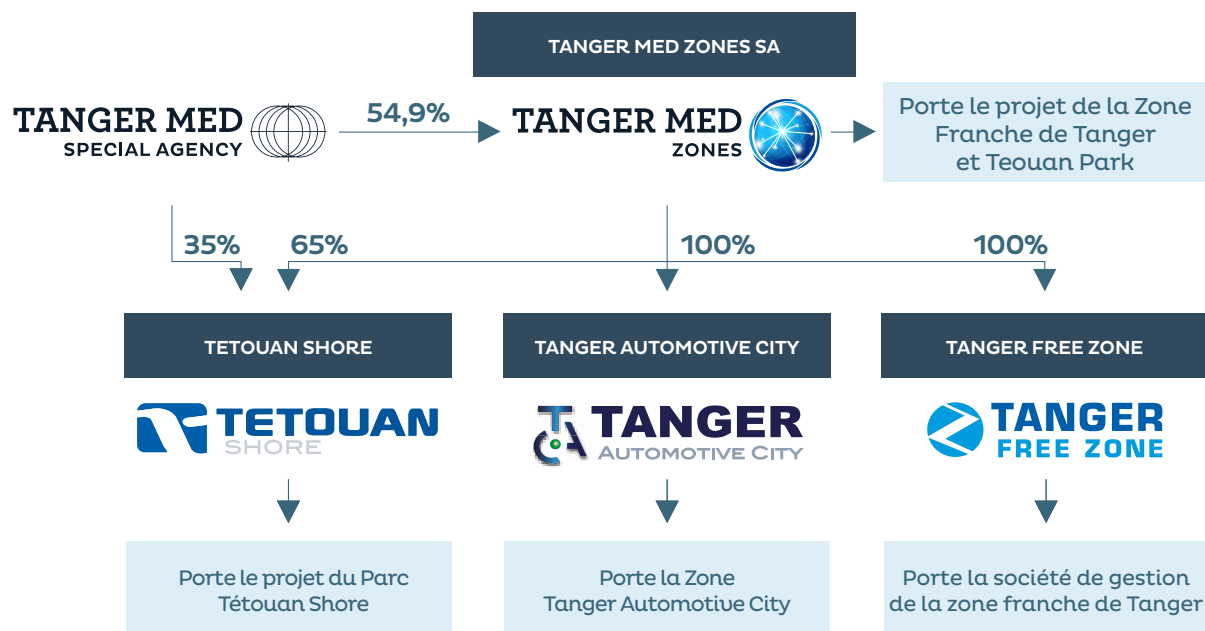 TANGER MED ZONES SA
TANGER MED
SPECIAL AGENCY
54,9%
TANGER MED
ZONES
Porte le projet de la Zone
Franche de Tanger
et Teouan Park
35%
65%
100%
100%
TETOUAN SHORE
TANGER AUTOMOTIVE CITY
TANGER FREE ZONE
TETOUAN
SHORE
TCA
TANGER
AUTOMOTIVE CITY
TANGER
FREE ZONE
Porte le projet du Parc
Tétouan Shore
Porte la Zone
Tanger Automotive City
Porte la société de gestion
de la zone franche de Tanger